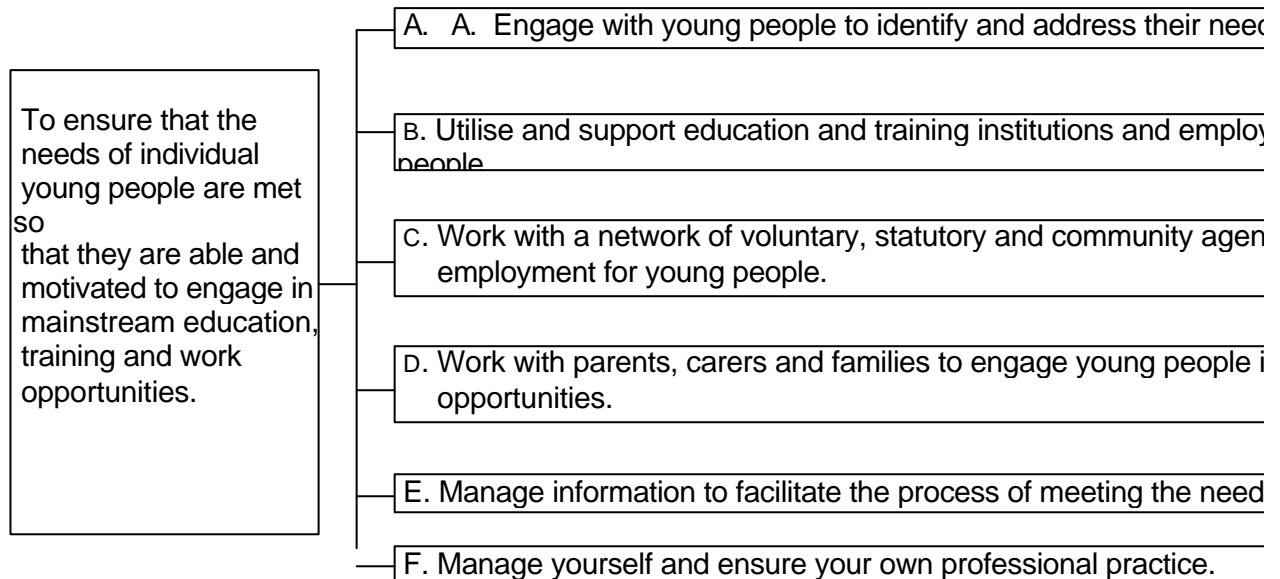 A. A. Engage with young people to identify and address their need
To ensure that the
needs of individual
young people are met
so
that they are able and
motivated to engage in
mainstream education,
training and work
opportunities.
B. Utilise and support education and training institutions and employ
people
C. Work with a network of voluntary, statutory and community agen
employment for young people.
D. Work with parents, carers and families to engage young people i
opportunities.
E. Manage information to facilitate the process of meeting the need
F. Manage yourself and ensure your own professional practice.